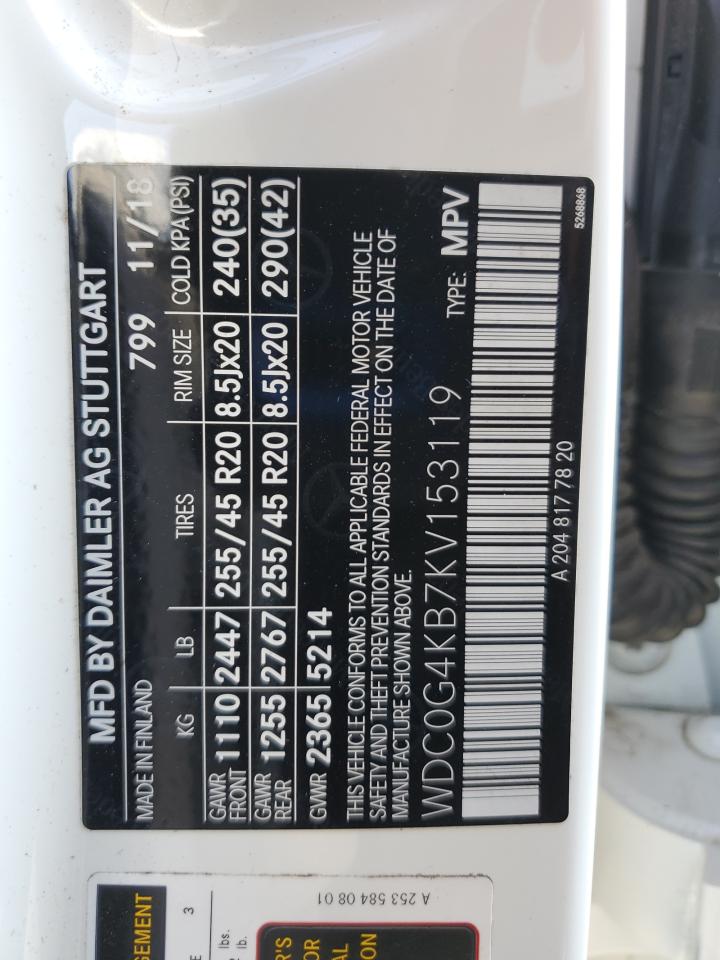 MFD BY DAIMLER AG STUTTGART
MADE IN FINLAND 799 11/18
KG LB TIRES RIM SIZE COLD KPA(PSI)
GAWR FRONT 1110 2447 255/45 R20 8.5Jx20 240(35)
GAWR REAR 1255 2767 255/45 R20 8.5Jx20 290(42)
GVWR 2365 5214
THIS VEHICLE CONFORMS TO ALL APPLICABLE FEDERAL MOTOR VEHICLE
SAFETY AND THEFT PREVENTION STANDARDS IN EFFECT ON THE DATE OF
MANUFACTURE SHOWN ABOVE.
WDC0G4KB7KV153119 TYPE: MPV
A 204 817 78 20
5268868
A 253 584 08 01
3
lbs.
lb.